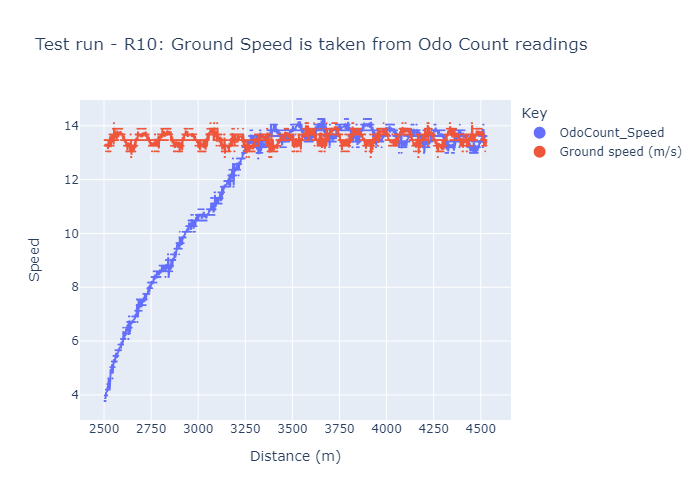 Test run - R10: Ground Speed is taken from Odo Count readings
Key
OdoCount_Speed
Ground speed (m/s)
14
12
10
8
6
4
Speed
2500 2750 3000 3250 3500 3750 4000 4250 4500
Distance (m)